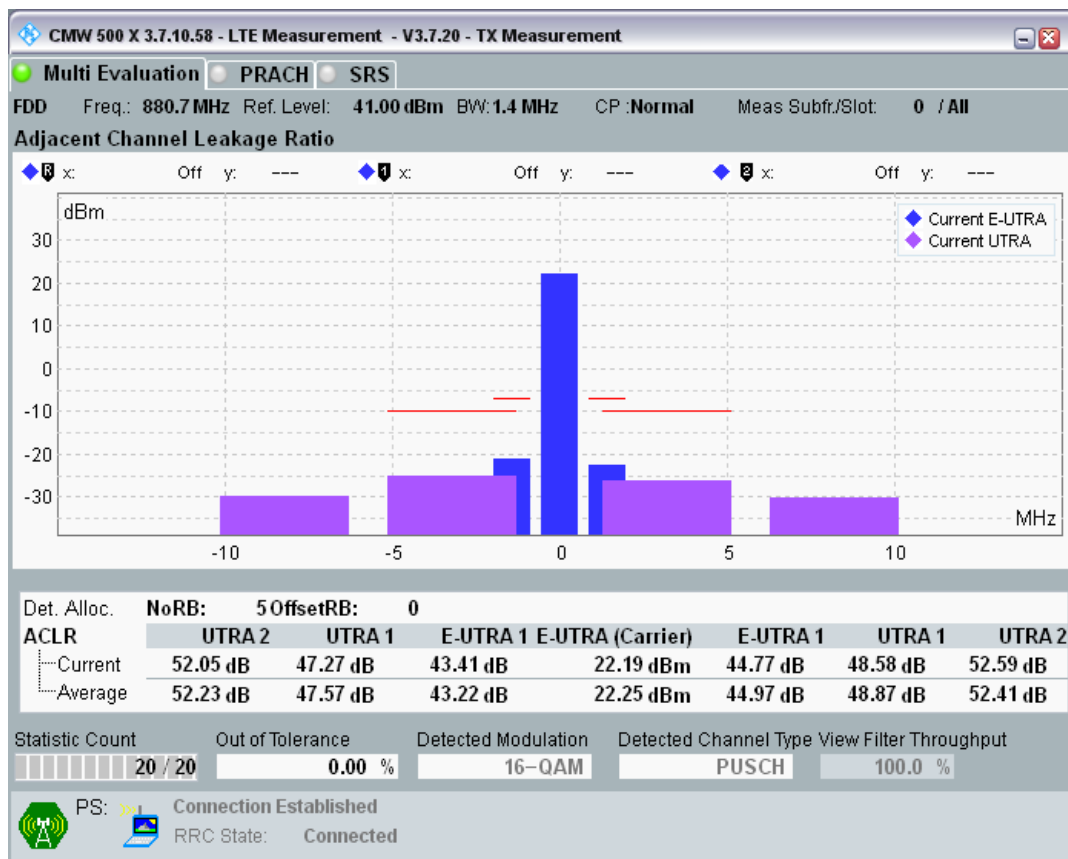 CMW 500 X 3.7.10.58 - LTE Measurement - V3.7.20 - TX Measurement
Multi Evaluation PRACH SRS
FDD Freq.: 880.7 MHz Ref. Level: 41.00 dBm BW: 1.4 MHz CP :Normal Meas Subfr./Slot: 0 / All
Adjacent Channel Leakage Ratio
R x: Off y: --- 1 x: Off y: --- 2 x: Off y: ---
dBm
Current E-UTRA
Current UTRA
30
20
10
0
-10
-20
-30
MHz
-10 -5 0 5 10
Det. Alloc. NoRB: 5 OffsetRB: 0
ACLR UTRA 2 UTRA 1 E-UTRA 1 E-UTRA (Carrier) E-UTRA 1 UTRA 1 UTRA 2
Current 52.05 dB 47.27 dB 43.41 dB 22.19 dBm 44.77 dB 48.58 dB 52.59 dB
Average 52.23 dB 47.57 dB 43.22 dB 22.25 dBm 44.97 dB 48.87 dB 52.41 dB
Statistic Count Out of Tolerance Detected Modulation Detected Channel Type View Filter Throughput
20 / 20 0.00 % 16-QAM PUSCH 100.0 %
PS: Connection Established
RRC State: Connected